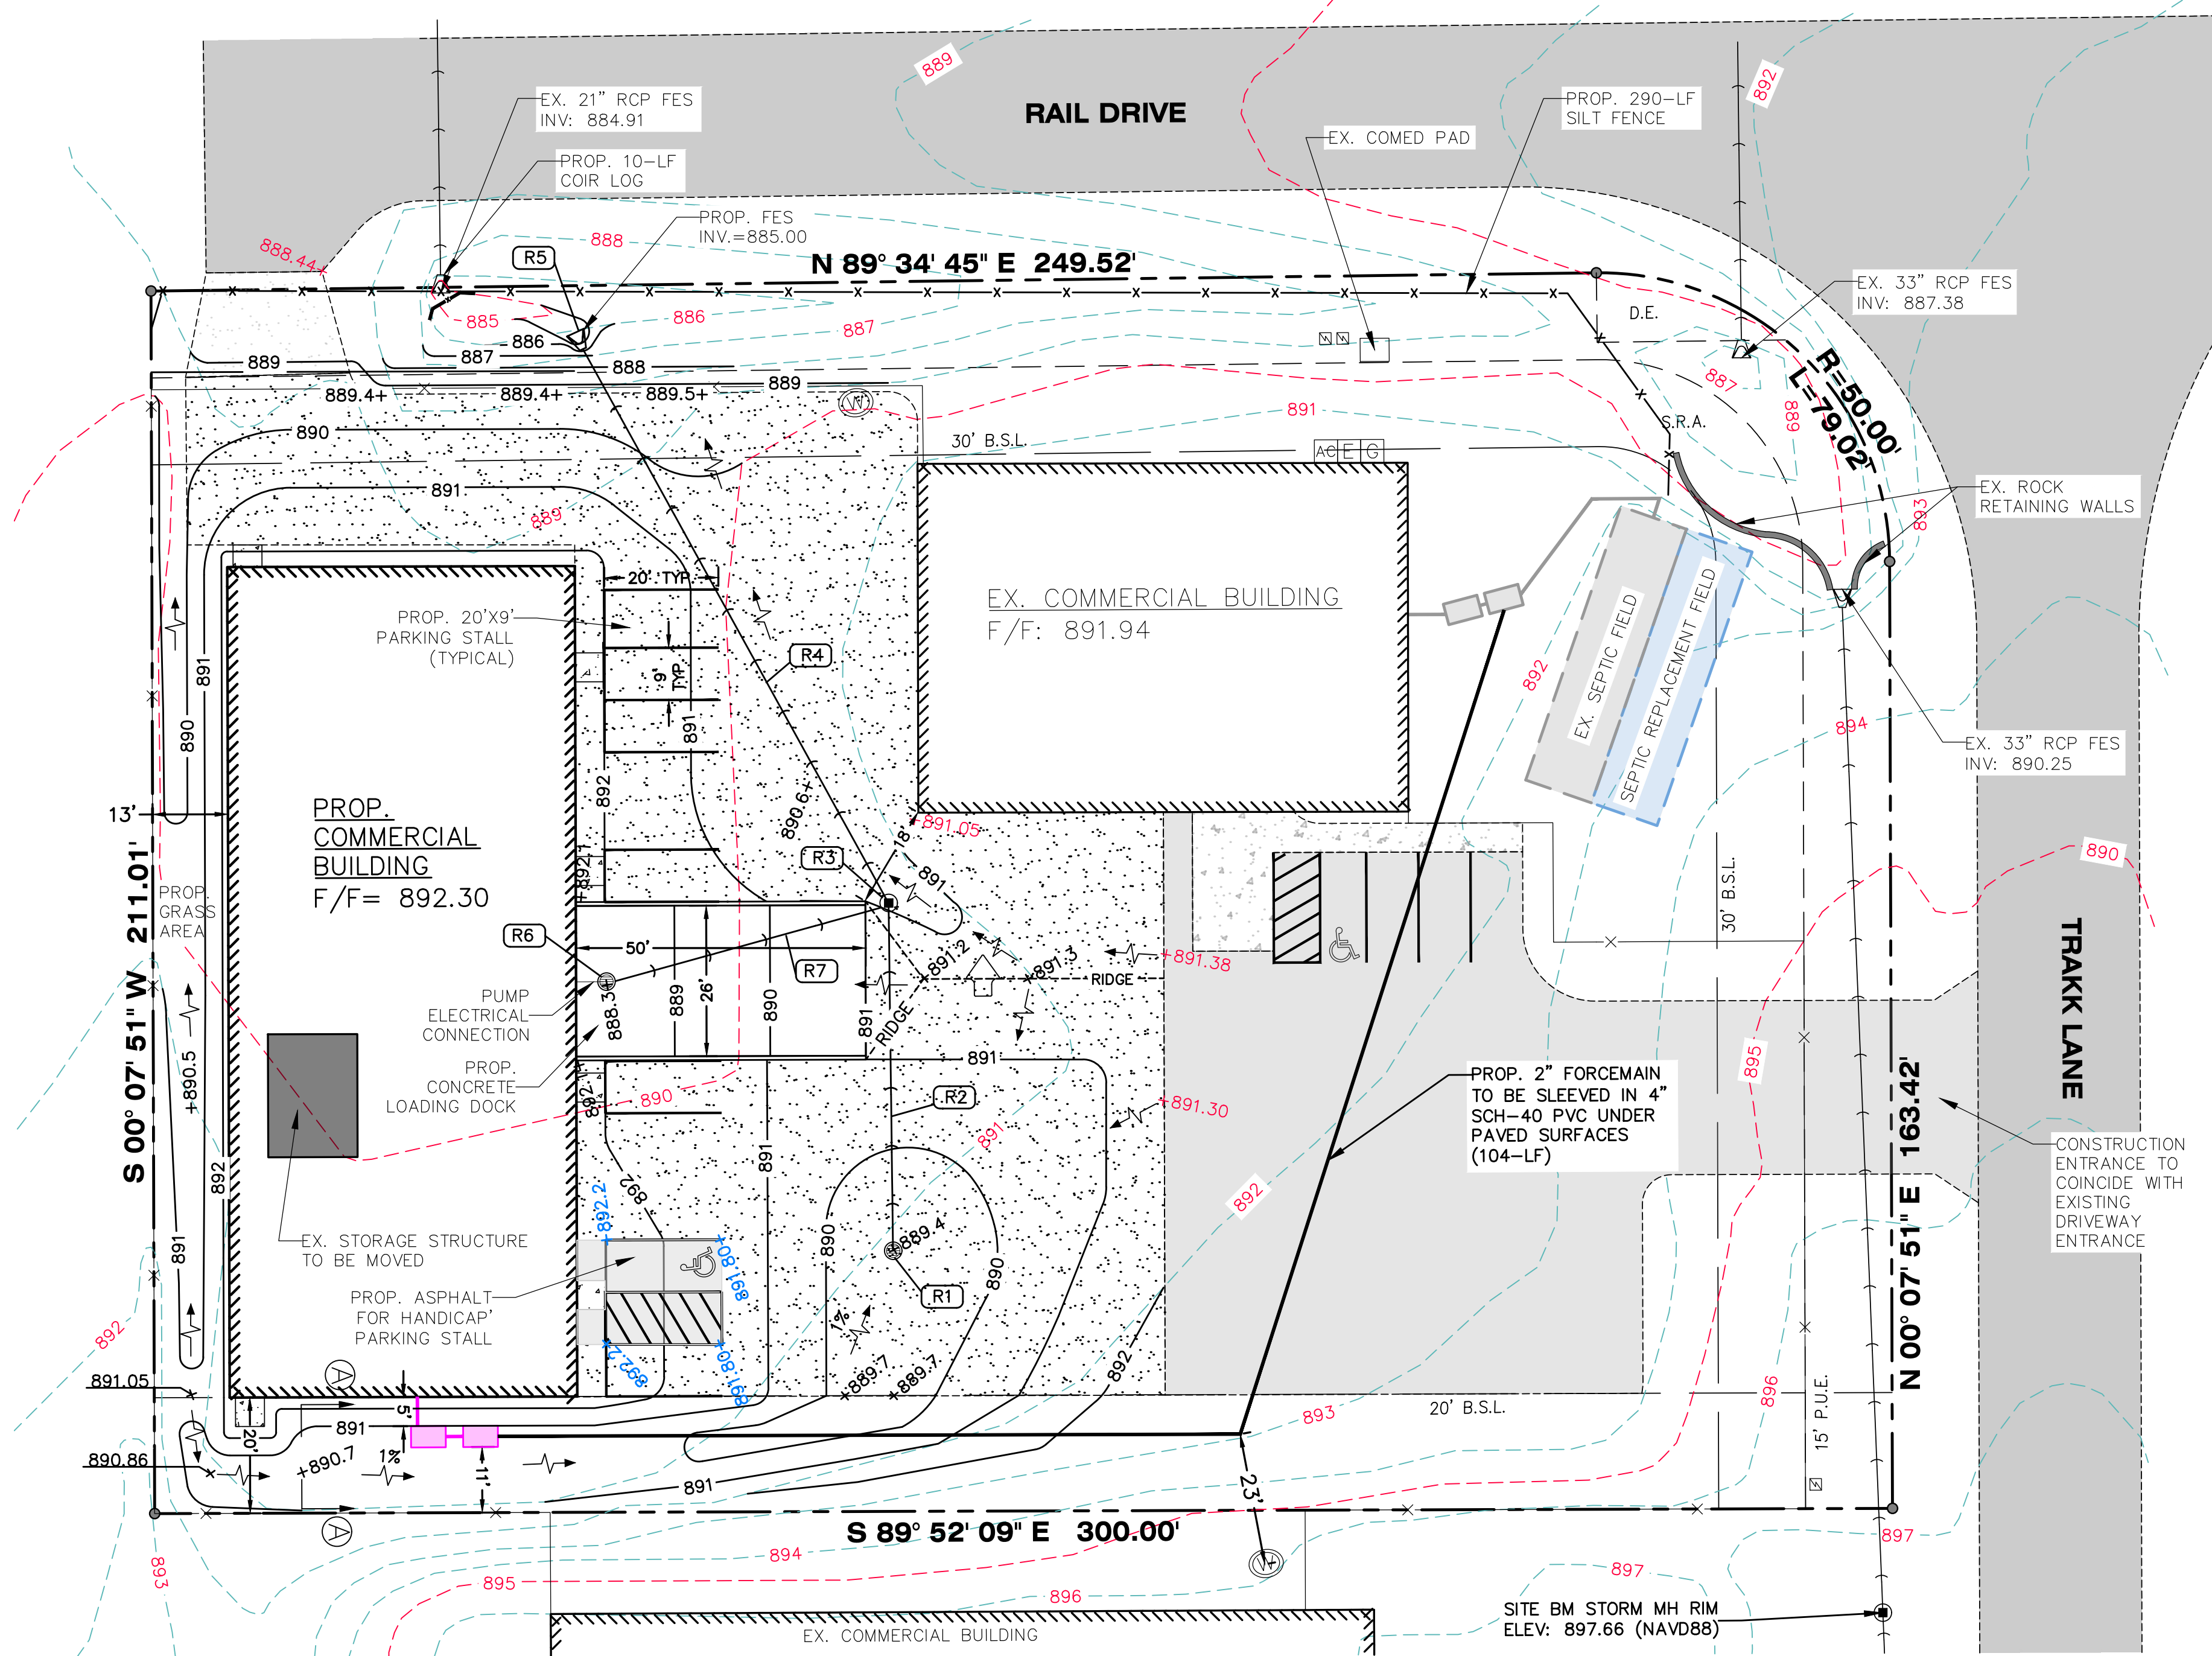 889
892
RAIL DRIVE
EX. 21" RCP FES
INV: 884.91
PROP. 290-LF
SILT FENCE
EX. COMED PAD
PROP. 10-LF
COIR LOG
PROP. FES
INV.=885.00
888.44+
888
R5
N 89° 34' 45" E 249.52'
EX. 33" RCP FES
INV: 887.38
D.E.
885
886
887
886
887
888
889
889
889.4+
889.4+
889.5+
W
R=50.00'
L=79.02'
887
889
891
S.R.A.
30' B.S.L.
AC
E
G
890
891
889
EX. ROCK
RETAINING WALLS
893
20' TYP.
PROP. 20'X9'
PARKING STALL
(TYPICAL)
9'
TYP.
R4
EX. COMMERCIAL BUILDING
F/F: 891.94
EX. SEPTIC FIELD
SEPTIC REPLACEMENT FIELD
892
894
EX. 33" RCP FES
INV: 890.25
891
890
891
892
890.6+
13'
PROP.
COMMERCIAL
BUILDING
F/F= 892.30
+892.1
R3
18'
+891.05
891
890
PROP.
GRASS
AREA
30' B.S.L.
S 00° 07' 51" W 211.01'
R6
50'
R7
+891.2
+891.3
+891.38
RIDGE
RIDGE
PUMP
ELECTRICAL
CONNECTION
888.3+
889
26'
890
891
TRAKK LANE
PROP.
CONCRETE
LOADING DOCK
892.1+
+890.5
890
891
R2
891
+891.30
895
PROP. 2" FORCEMAIN
TO BE SLEEVED IN 4"
SCH-40 PVC UNDER
PAVED SURFACES
(104-LF)
N 00° 07' 51" E 163.42'
CONSTRUCTION
ENTRANCE TO
COINCIDE WITH
EXISTING
DRIVEWAY
ENTRANCE
892
892
891
892
+892.2
891.80+
EX. STORAGE STRUCTURE
TO BE MOVED
891
890
+889.4
890
R1
PROP. ASPHALT
FOR HANDICAP'
PARKING STALL
1%
892
892.2+
891.80+
+889.7
+889.7
892
A
891.05
5'
891
20'
893
20' B.S.L.
896
15' P.U.E.
890.86
+890.7
1%
11'
891
23'
A
S 89° 52' 09" E 300.00'
W
897
893
894
895
896
897
SITE BM STORM MH RIM
ELEV: 897.66 (NAVD88)
EX. COMMERCIAL BUILDING